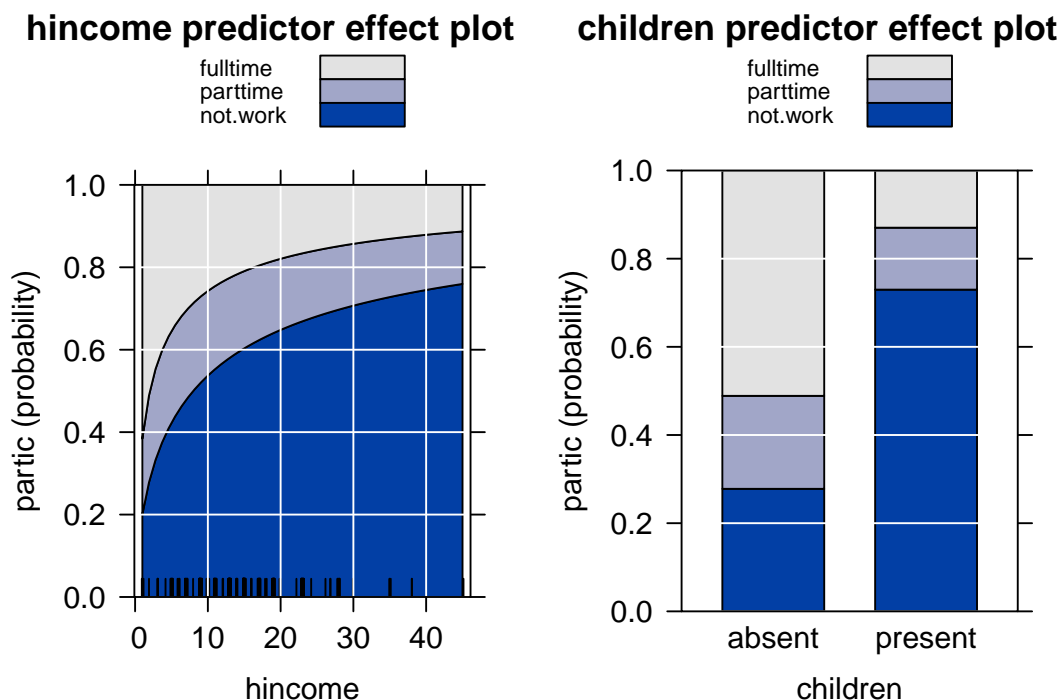 hincome predictor effect plot
fulltime
parttime
not.work
partic (probability)
1.0
0.8
0.6
0.4
0.2
0.0
0 10 20 30 40
hincome
children predictor effect plot
fulltime
parttime
not.work
partic (probability)
1.0
0.8
0.6
0.4
0.2
0.0
absent present
children